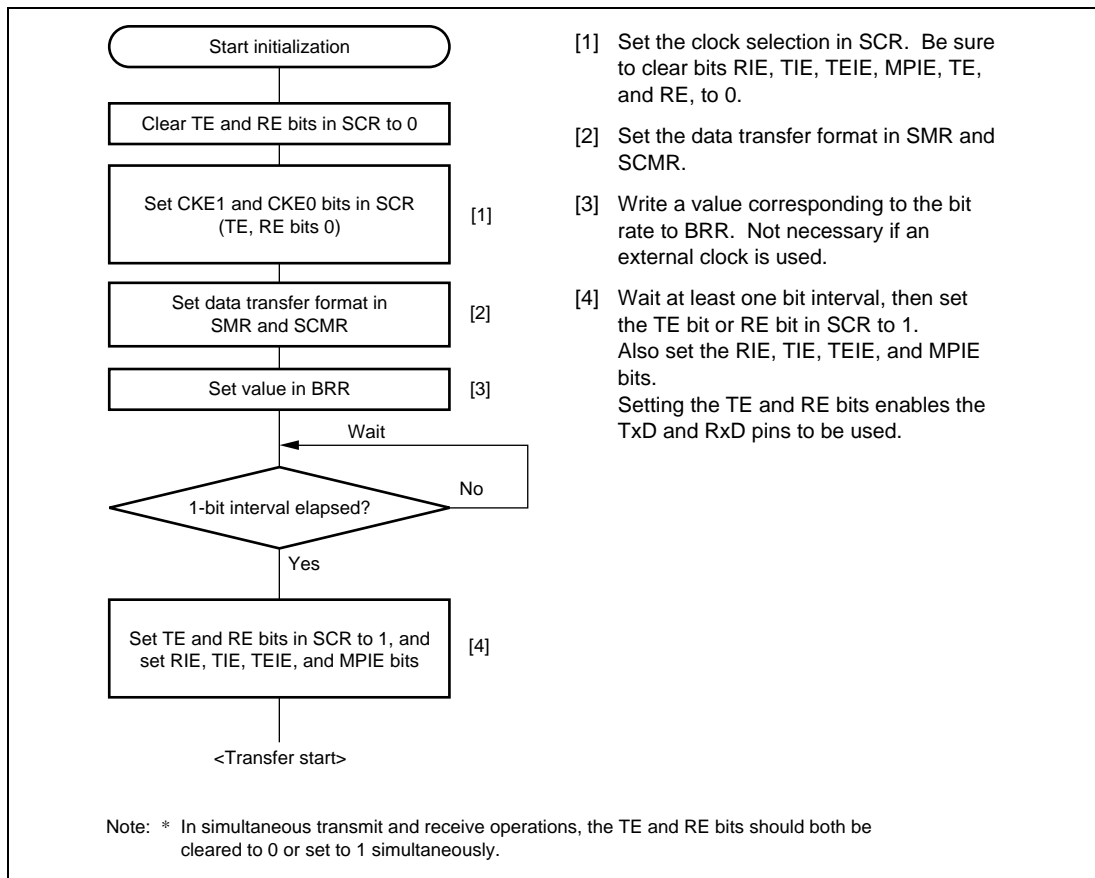 Start initialization
Clear TE and RE bits in SCR to 0
Set CKE1 and CKE0 bits in SCR
(TE, RE bits 0)
[1]
Set data transfer format in
SMR and SCMR
[2]
Set value in BRR
[3]
Wait
1-bit interval elapsed?
No
Yes
Set TE and RE bits in SCR to 1, and
set RIE, TIE, TEIE, and MPIE bits
[4]
<Transfer start>
[1] Set the clock selection in SCR. Be sure
to clear bits RIE, TIE, TEIE, MPIE, TE,
and RE, to 0.
[2] Set the data transfer format in SMR and
SCMR.
[3] Write a value corresponding to the bit
rate to BRR. Not necessary if an
external clock is used.
[4] Wait at least one bit interval, then set
the TE bit or RE bit in SCR to 1.
Also set the RIE, TIE, TEIE, and MPIE
bits.
Setting the TE and RE bits enables the
TxD and RxD pins to be used.
Note: * In simultaneous transmit and receive operations, the TE and RE bits should both be
cleared to 0 or set to 1 simultaneously.